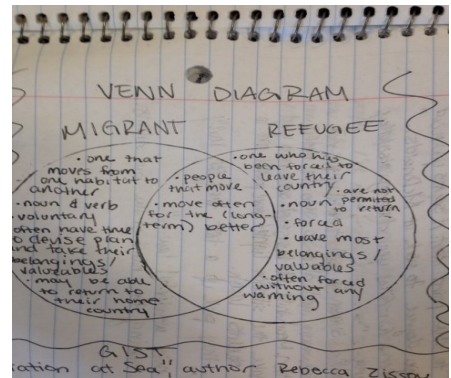 VENN DIAGRAM
MIGRANT
• one that
moves from
one habitat to
another
• noun & verb
• voluntary
often have time
to devise plan
and take their
belongings/
valuables
• may be able
to return to
their home
country
• people
that move
• move often
for the (long-
term) better
REFUGEE
• one who has
been forced to
leave their
country
• are not
permitted
to return
• noun
• forced
• leave most
belongings/
valuables
• often forced
without any
warning
GIST
at Sea", author Rebecca